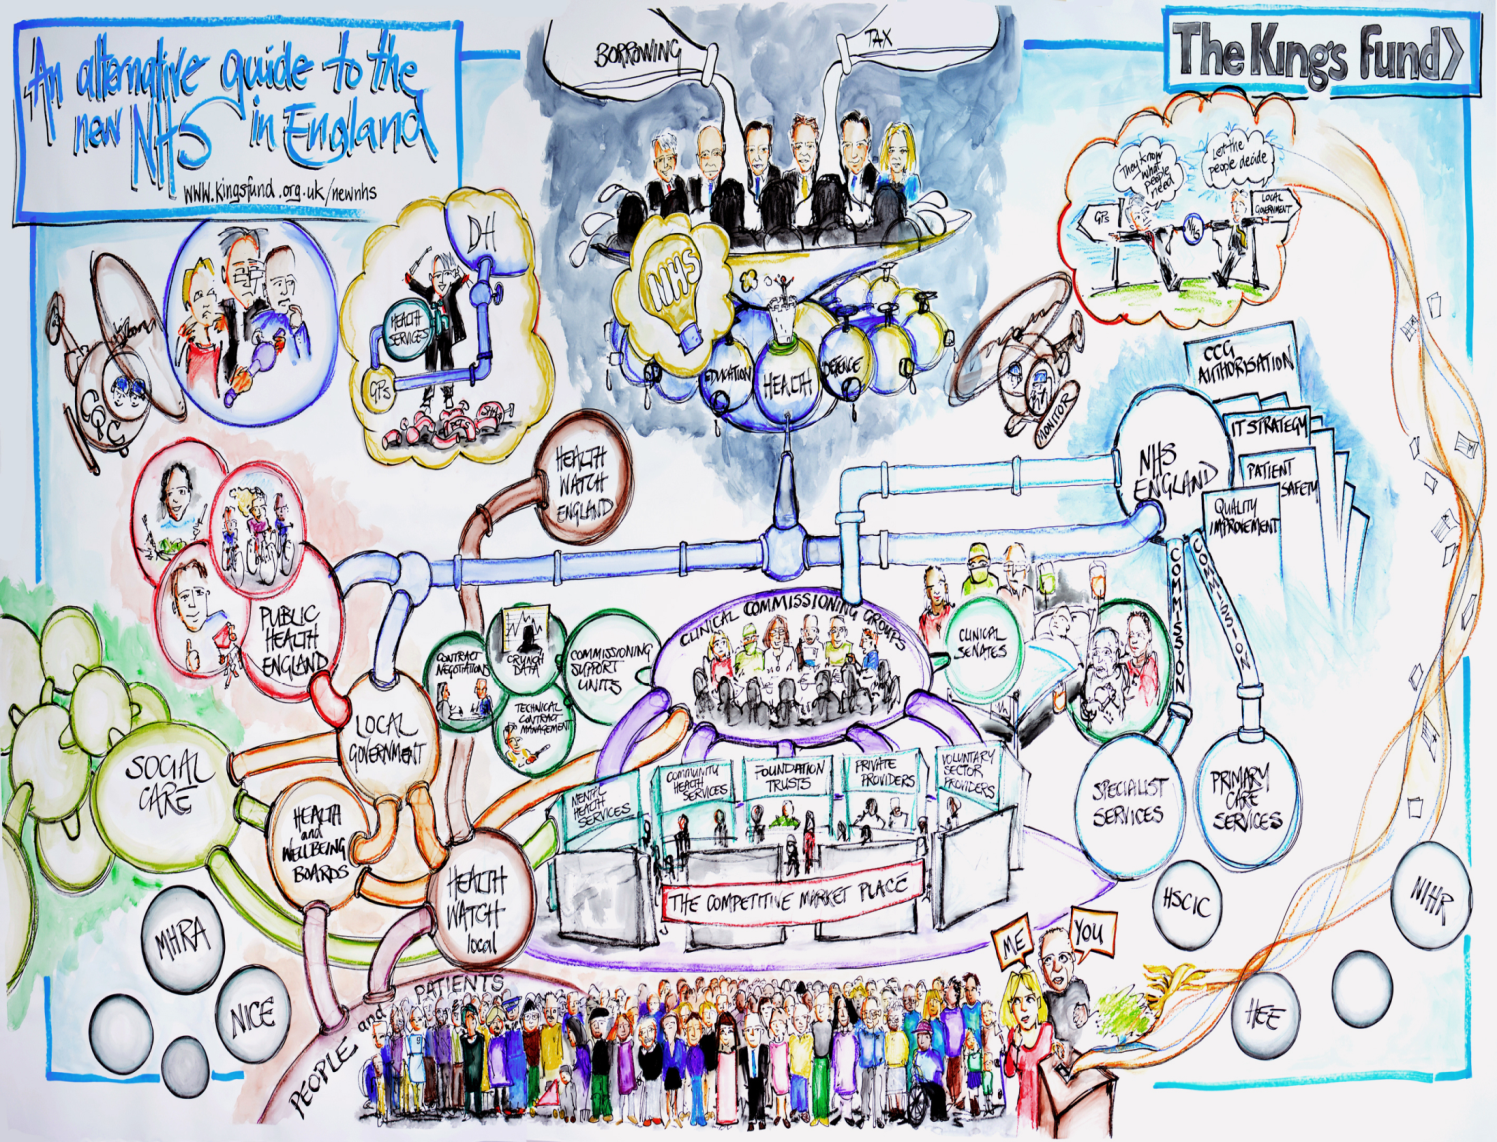 An alternative guide to the
new NHS in England
www.kingsfund.org.uk/newnhs
BORROWING
TAX
The Kings Fund>
They know
what
people
need
Let the
people decide
GPs
LOCAL
GOVERNMENT
DH
HEALTH
SERVICES
GPs
SHA
NHS
EDUCATION
HEALTH
DEFENCE
CQC
MONITOR
CCG
AUTHORISATION
IT STRATEGY
PATIENT
SAFETY
QUALITY
IMPROVEMENT
NHS
ENGLAND
HEALTH
WATCH
ENGLAND
COMMISSION
COMMISSION
PUBLIC
HEALTH
ENGLAND
CONTRACT
NEGOTIATIONS
CRUNCH
DATA
TECHNICAL
CONTRACT
MANAGEMENT
COMMISSIONING
SUPPORT
UNITS
CLINICAL COMMISSIONING GROUPS
CLINICAL
SENATES
LOCAL
GOVERNMENT
SOCIAL
CARE
HEALTH
and
WELLBEING
BOARDS
HEALTH
WATCH
local
MENTAL
HEALTH
SERVICES
COMMUNITY
HEALTH
SERVICES
FOUNDATION
TRUSTS
PRIVATE
PROVIDERS
VOLUNTARY
SECTOR
PROVIDERS
THE COMPETITIVE MARKET PLACE
SPECIALIST
SERVICES
PRIMARY
CARE
SERVICES
HSCIC
NIHR
HEE
MHRA
NICE
ME
YOU
PEOPLE and PATIENTS